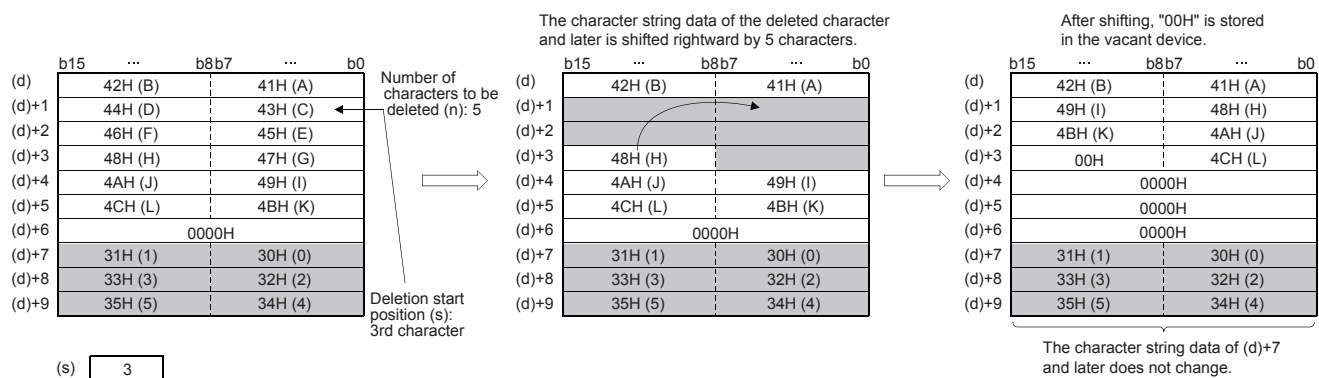 The character string data of the deleted character
and later is shifted rightward by 5 characters.
After shifting, "00H" is stored
in the vacant device.
b15 ... b8 b7 ... b0
(d) 42H (B) 41H (A)
(d)+1 44H (D) 43H (C)
(d)+2 46H (F) 45H (E)
(d)+3 48H (H) 47H (G)
(d)+4 4AH (J) 49H (I)
(d)+5 4CH (L) 4BH (K)
(d)+6 0000H
(d)+7 31H (1) 30H (0)
(d)+8 33H (3) 32H (2)
(d)+9 35H (5) 34H (4)
Number of
characters to be
deleted (n): 5
Deletion start
position (s):
3rd character
(s) 3
b15 ... b8 b7 ... b0
(d) 42H (B) 41H (A)
(d)+1
(d)+2
(d)+3 48H (H)
(d)+4 4AH (J) 49H (I)
(d)+5 4CH (L) 4BH (K)
(d)+6 0000H
(d)+7 31H (1) 30H (0)
(d)+8 33H (3) 32H (2)
(d)+9 35H (5) 34H (4)
b15 ... b8 b7 ... b0
(d) 42H (B) 41H (A)
(d)+1 49H (I) 48H (H)
(d)+2 4BH (K) 4AH (J)
(d)+3 00H 4CH (L)
(d)+4 0000H
(d)+5 0000H
(d)+6 0000H
(d)+7 31H (1) 30H (0)
(d)+8 33H (3) 32H (2)
(d)+9 35H (5) 34H (4)
The character string data of (d)+7
and later does not change.